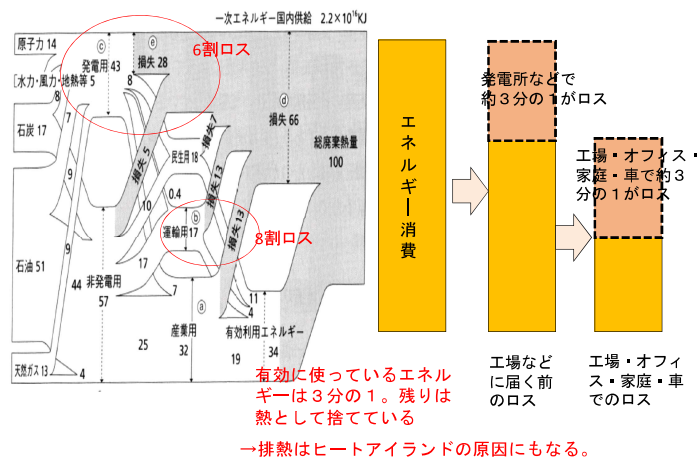 一次エネルギー国内供給 2.2×10¹⁶KJ
原子力 14
ⓒ
発電用 43
ⓔ
損失 28
6割ロス
[水力・風力・地熱等 5
8
8
石炭 17
7
損失 5
民生用 18
損失 7
損失 13
ⓓ
損失 66
総廃棄熱量
100
9
10
0.4
ⓑ
運輸用 17
損失 13
8割ロス
石油 51
9
44
非発電用
57
17
7
ⓐ
産業用
32
25
11
4
有効利用エネルギー
19
34
天然ガス 13
4
有効に使っているエネル
ギーは３分の１。残りは
熱として捨てている
→排熱はヒートアイランドの原因にもなる。
エネルギー消費
発電所などで
約３分の１がロス
工場・オフィス・
家庭・車で約３
分の１がロス
工場など
に届く前
のロス
工場・オフィ
ス・家庭・車
でのロス